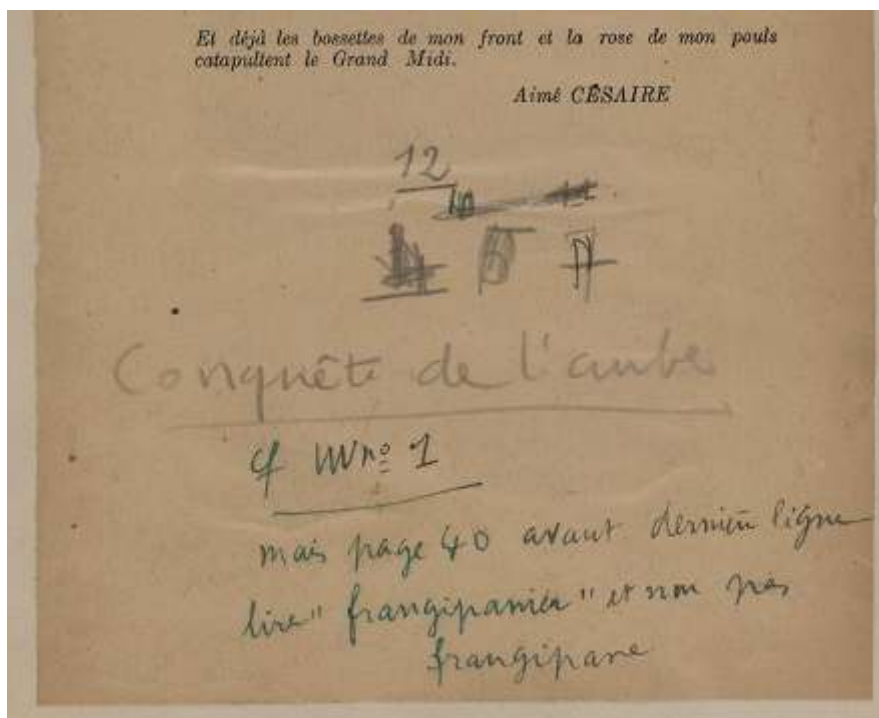 Et déjà les bossettes de mon front et la rose de mon pouls
catapultent le Grand Midi.
Aimé CÉSAIRE
12
10
Conquête de l'aube
cf VVV nº 1
mais page 40 avant dernière ligne
lire "frangipanier" et non pas
frangipane